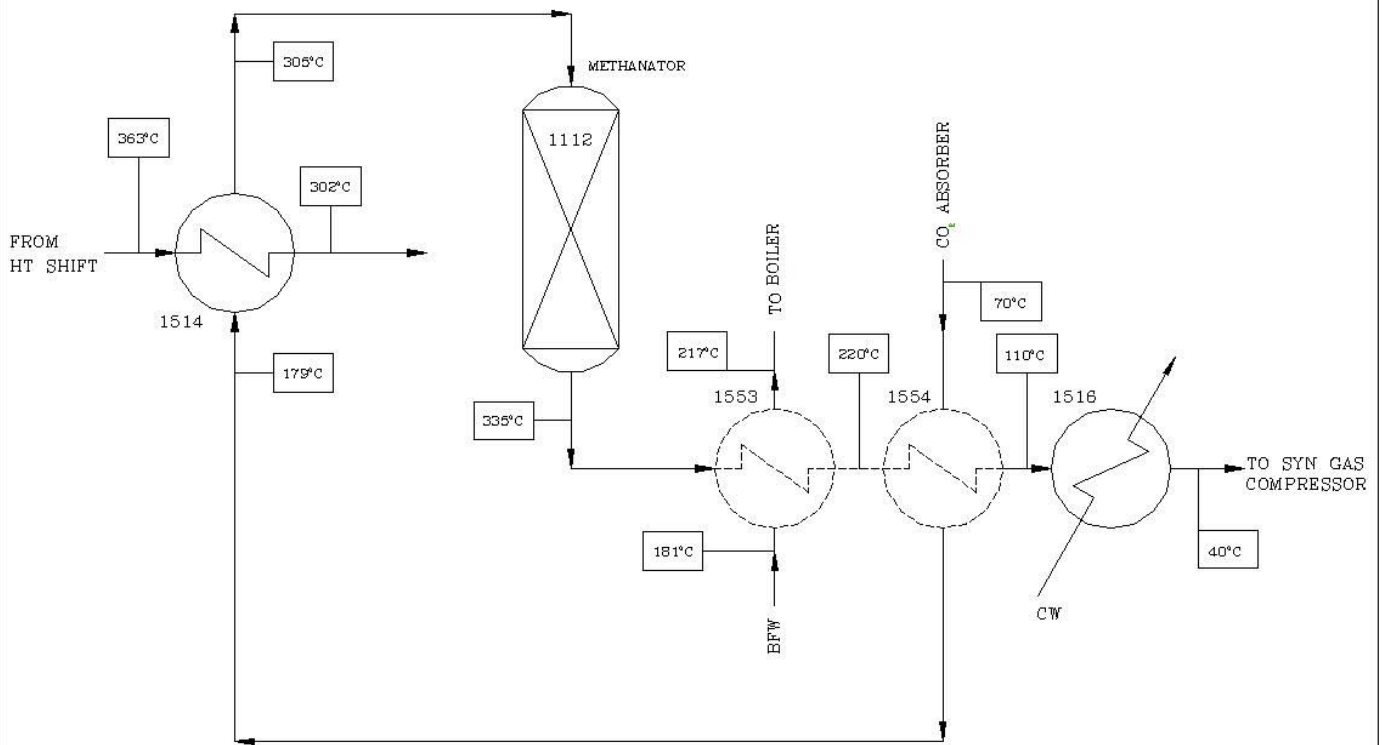 305°C
METHANATOR
363°C
1112
302°C
FROM
HT SHIFT
CO₂ ABSORBER
TO BOILER
70°C
1514
217°C
220°C
110°C
179°C
1553
1554
1516
335°C
TO SYN GAS
COMPRESSOR
181°C
40°C
CW
BFW